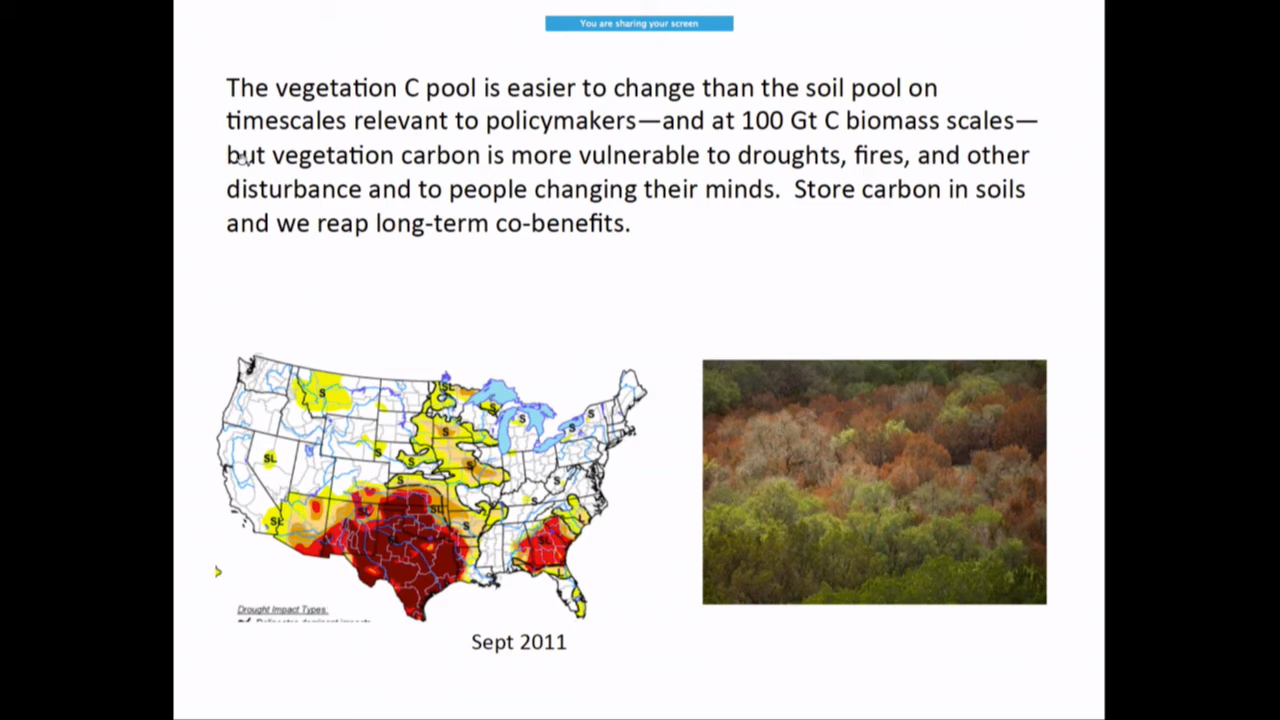 You are sharing your screen
The vegetation C pool is easier to change than the soil pool on
timescales relevant to policymakers—and at 100 Gt C biomass scales—
but vegetation carbon is more vulnerable to droughts, fires, and other
disturbance and to people changing their minds.  Store carbon in soils
and we reap long-term co-benefits.
SL
S
S
S
S
S
S
SL
S
S
S
S
S
S
SL
SL
S
SL
L
Drought Impact Types:
Sept 2011